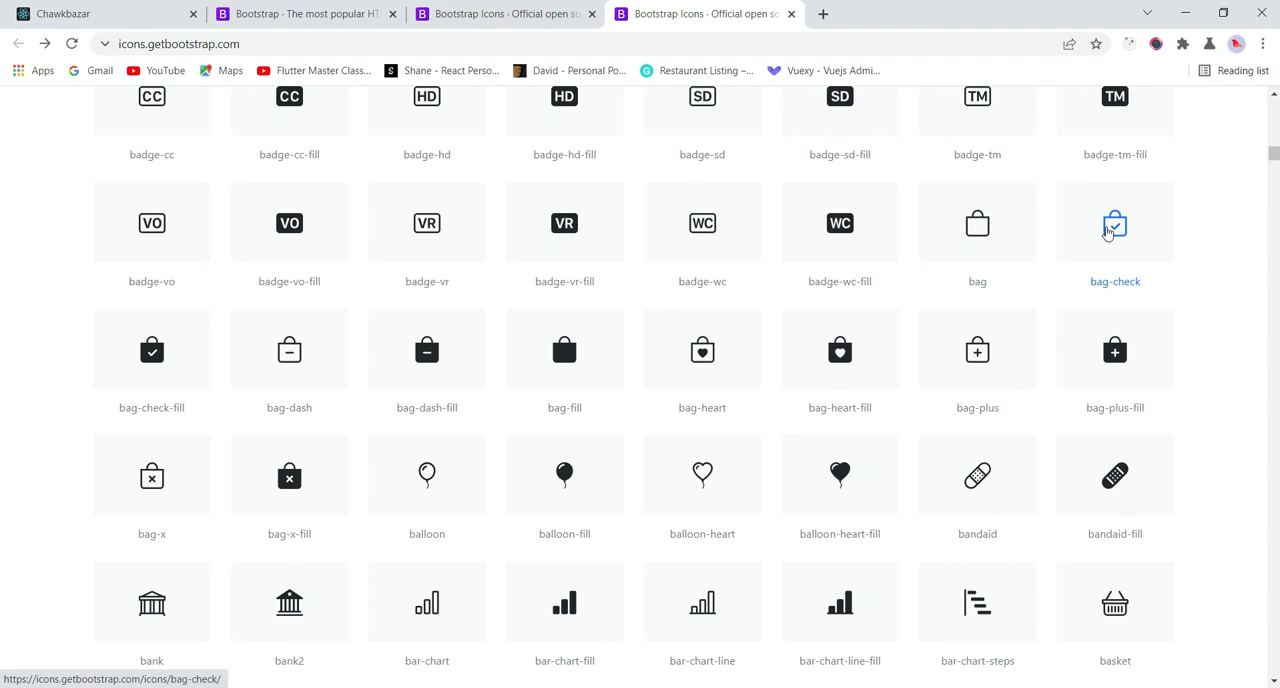 Chawkbazar
Bootstrap · The most popular HT
Bootstrap Icons · Official open so
Bootstrap Icons · Official open so
icons.getbootstrap.com
Apps
Gmail
YouTube
Maps
Flutter Master Class...
Shane - React Perso...
David - Personal Po...
Restaurant Listing –...
Vuexy - Vuejs Admi...
Reading list
CC CC HD HD SD SD TM TM
badge-cc badge-cc-fill badge-hd badge-hd-fill badge-sd badge-sd-fill badge-tm badge-tm-fill
VO VO VR VR WC WC
badge-vo badge-vo-fill badge-vr badge-vr-fill badge-wc badge-wc-fill bag bag-check
bag-check-fill bag-dash bag-dash-fill bag-fill bag-heart bag-heart-fill bag-plus bag-plus-fill
bag-x bag-x-fill balloon balloon-fill balloon-heart balloon-heart-fill bandaid bandaid-fill
bank bank2 bar-chart bar-chart-fill bar-chart-line bar-chart-line-fill bar-chart-steps basket
https://icons.getbootstrap.com/icons/bag-check/